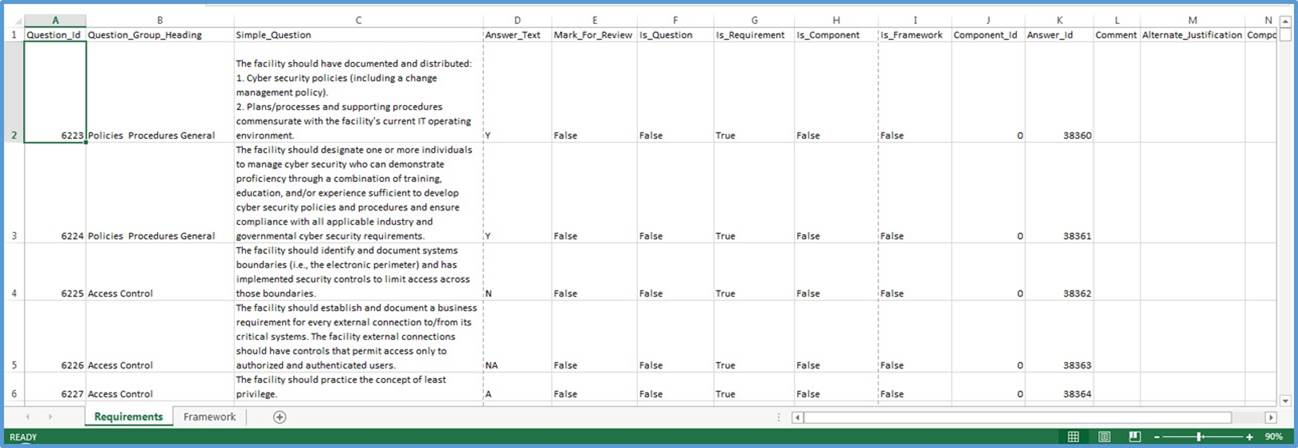 A B C D E F G H I J K L M N
1 Question_Id Question_Group_Heading Simple_Question Answer_Text Mark_For_Review Is_Question Is_Requirement Is_Component Is_Framework Component_Id Answer_Id Comment Alternate_Justification Compo
The facility should have documented and distributed:
1. Cyber security policies (including a change
management policy).
2. Plans/processes and supporting procedures
commensurate with the facility's current IT operating
2 6223 Policies Procedures General environment. Y False False True False False 0 38360
The facility should designate one or more individuals
to manage cyber security who can demonstrate
proficiency through a combination of training,
education, and/or experience sufficient to develop
cyber security policies and procedures and ensure
compliance with all applicable industry and
3 6224 Policies Procedures General governmental cyber security requirements. Y False False True False False 0 38361
The facility should identify and document systems
boundaries (i.e., the electronic perimeter) and has
implemented security controls to limit access across
4 6225 Access Control those boundaries. N False False True False False 0 38362
The facility should establish and document a business
requirement for every external connection to/from its
critical systems. The facility external connections
should have controls that permit access only to
5 6226 Access Control authorized and authenticated users. NA False False True False False 0 38363
The facility should practice the concept of least
6 6227 Access Control privilege. A False False True False False 0 38364
Requirements Framework
READY 90%